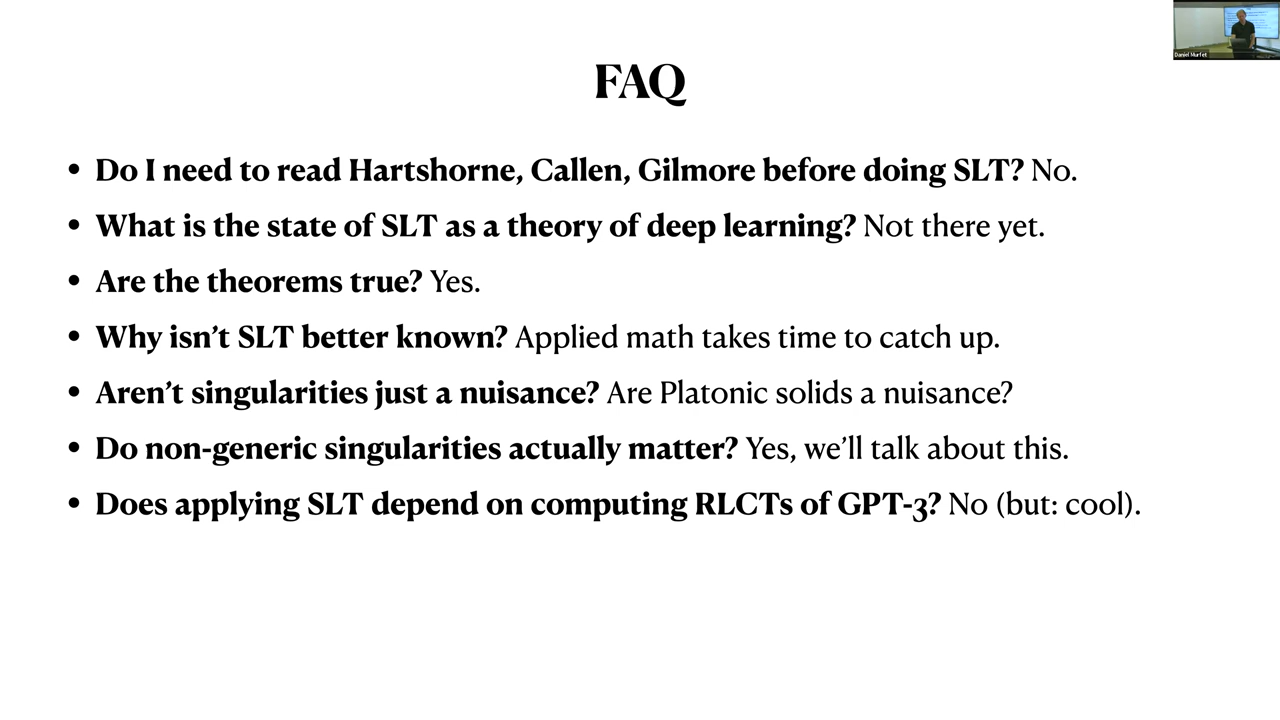 FAQ
• Do I need to read Hartshorne, Callen, Gilmore before doing SLT? No.
• What is the state of SLT as a theory of deep learning? Not there yet.
• Are the theorems true? Yes.
• Why isn’t SLT better known? Applied math takes time to catch up.
• Aren’t singularities just a nuisance? Are Platonic solids a nuisance?
• Do non-generic singularities actually matter? Yes, we’ll talk about this.
• Does applying SLT depend on computing RLCTs of GPT-3? No (but: cool).
Daniel Murfet